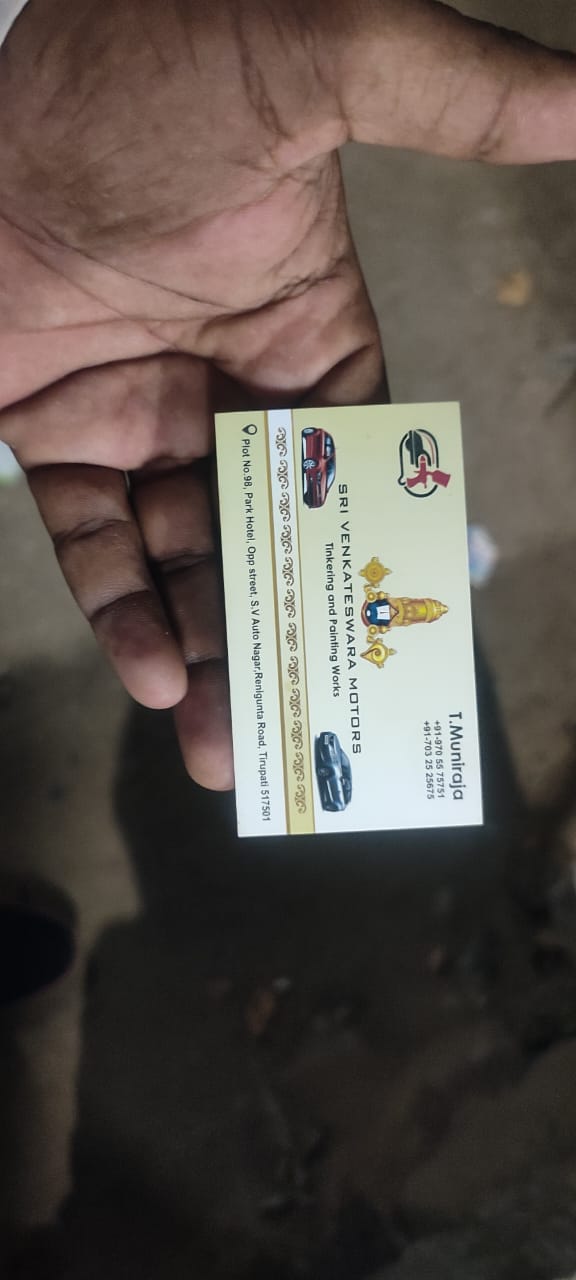 T.Muniraja
+91-970 55 75751
+91-703 25 25675
SRI VENKATESWARA MOTORS
Tinkering and Painting Works
Plot No.98, Park Hotel, Opp street, S.V Auto Nagar,Renigunta Road, Tirupati 517501